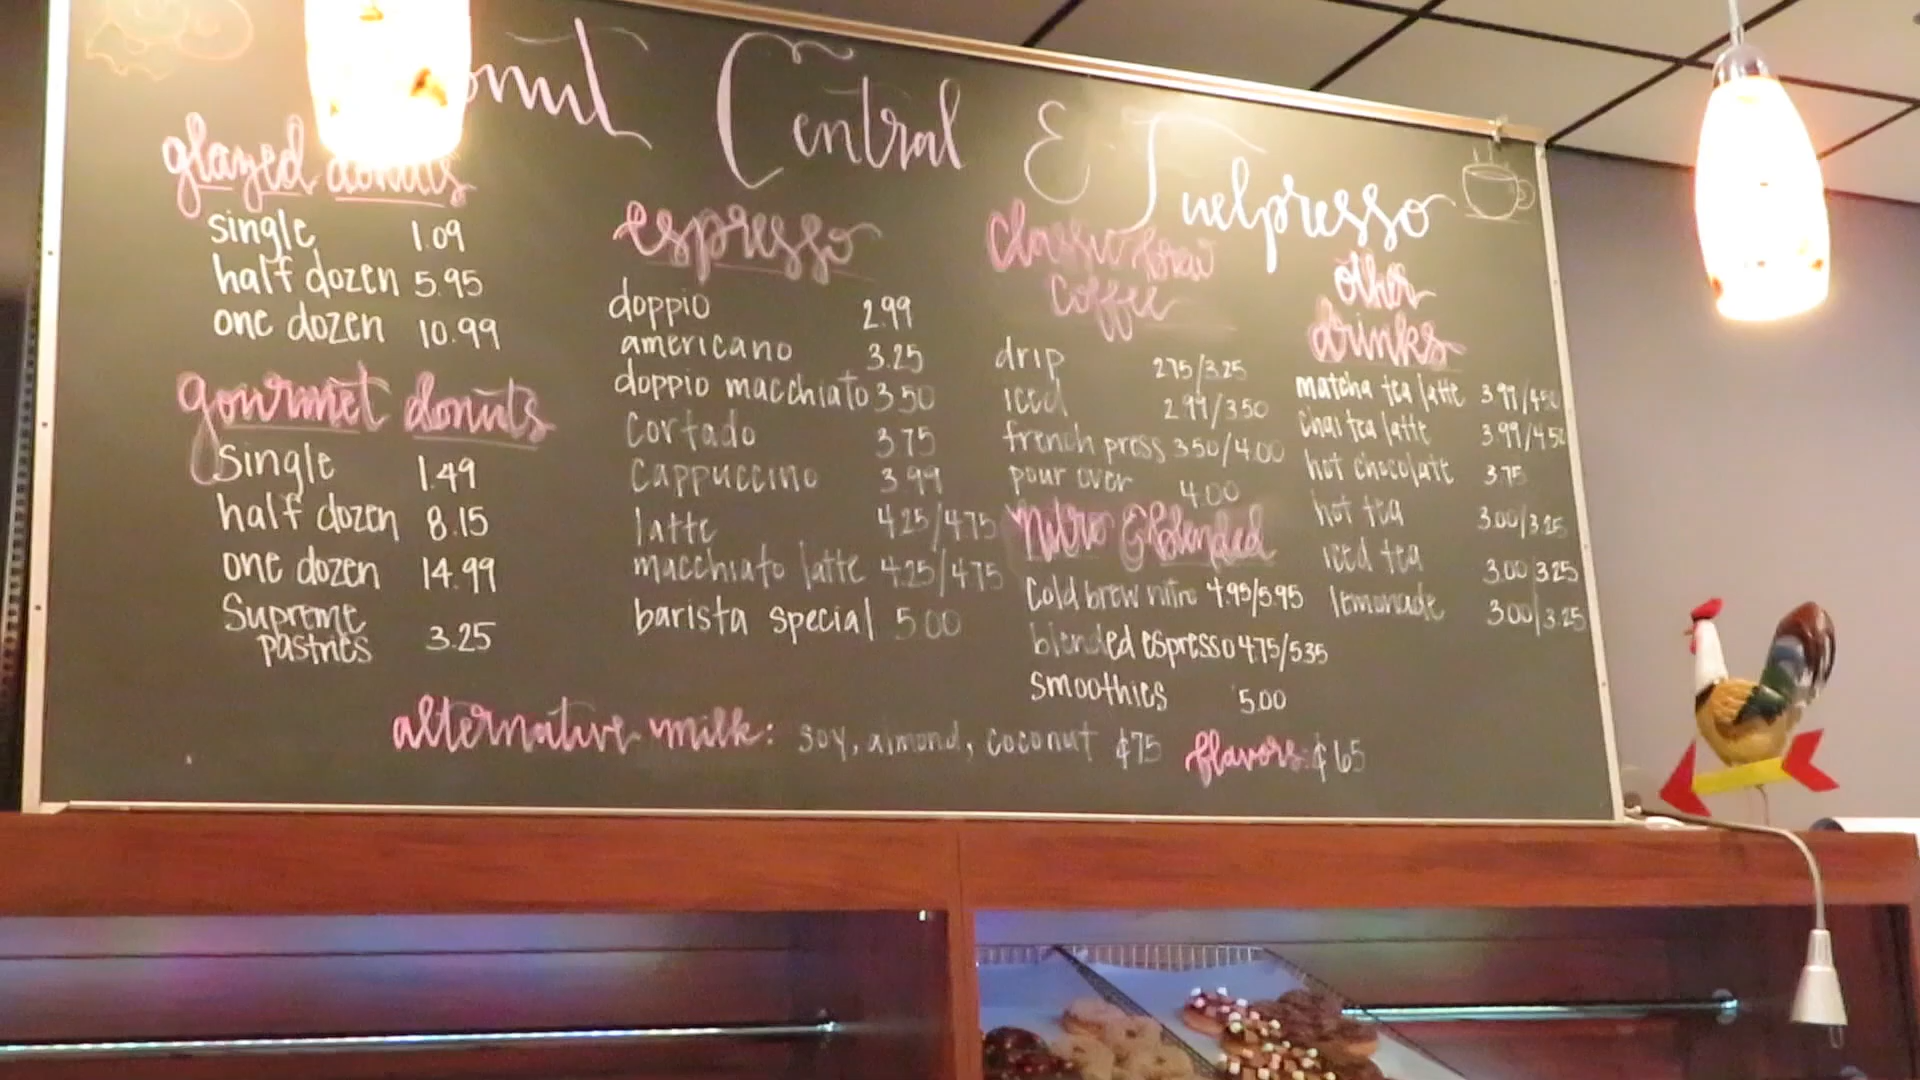 Central & Fuelpresso
glazed donuts
single 1.09
half dozen 5.95
one dozen 10.99
gourmet donuts
single 1.49
half dozen 8.15
one dozen 14.99
Supreme
pastries 3.25
espresso
doppio 2.99
americano 3.25
doppio macchiato 3.50
cortado 3.75
cappuccino 3.99
latte 4.25/4.75
macchiato latte 4.25/4.75
barista special 5.00
Classic brew
coffee
drip 2.75/3.25
iced 2.99/3.50
french press 3.50/4.00
pour over 4.00
Nitro & Blended
Cold brew nitro 4.95/5.95
blended espresso 4.75/5.35
smoothies 5.00
other
drinks
matcha tea latte 3.99/4.50
chai tea latte 3.99/4.50
hot chocolate 3.75
hot tea 3.00/3.25
iced tea 3.00/3.25
lemonade 3.00/3.25
alternative milk: soy, almond, coconut ¢75 flavors: ¢65